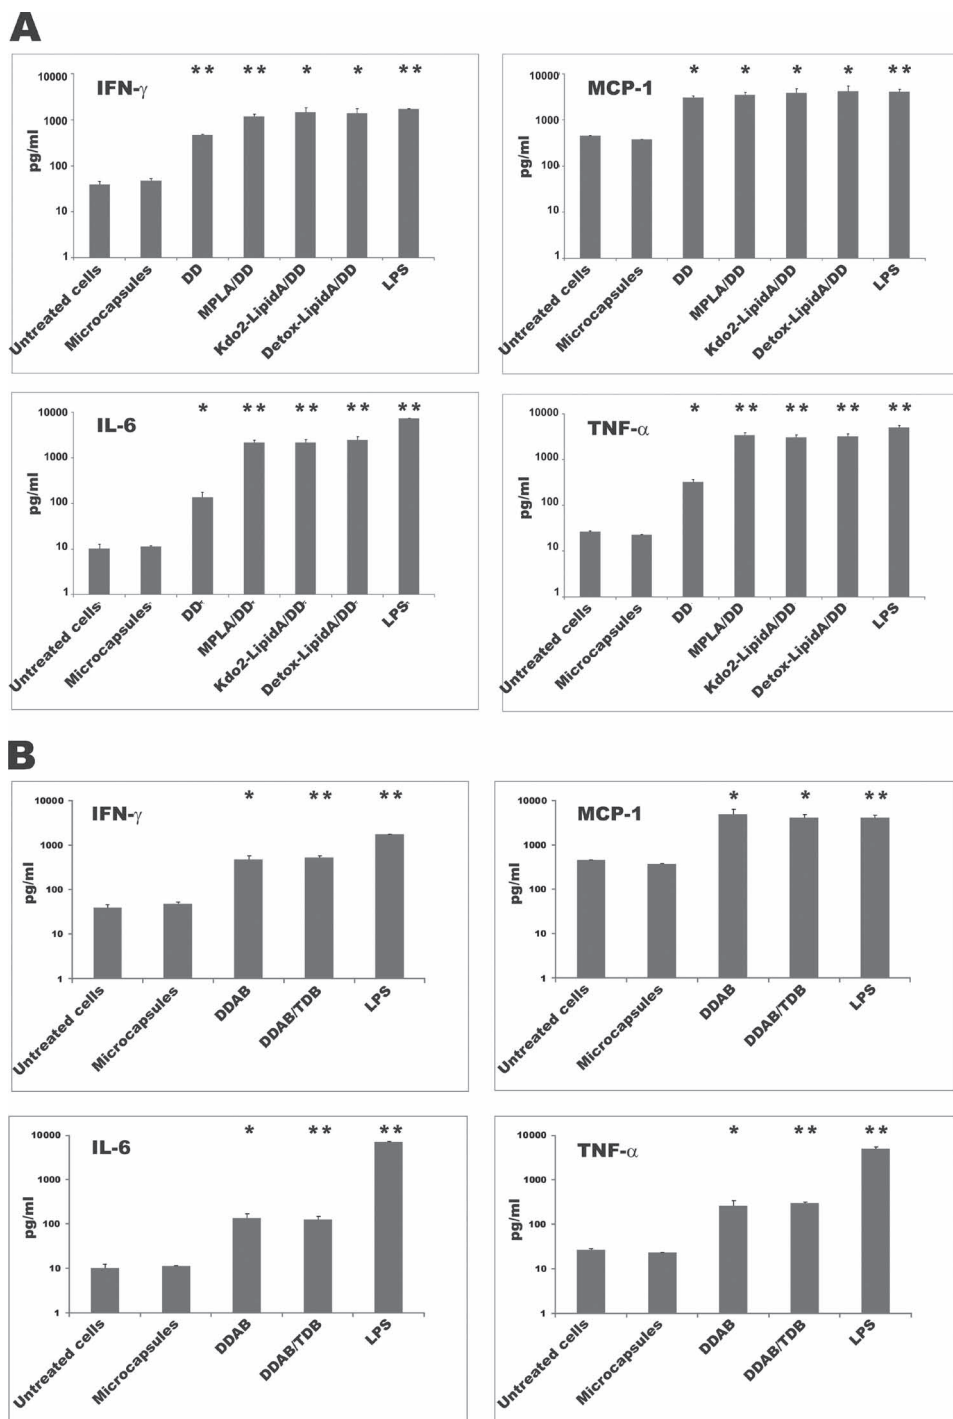 A
IFN-γ
** ** * * **
10000
1000
100
10
1
pg/ml
Untreated cells
Microcapsules
DD
MPLA/DD
Kdo2-LipidA/DD
Detox-LipidA/DD
LPS
MCP-1
* * * * **
10000
1000
100
10
1
pg/ml
Untreated cells
Microcapsules
DD
MPLA/DD
Kdo2-LipidA/DD
Detox-LipidA/DD
LPS
IL-6
* ** ** ** **
10000
1000
100
10
1
pg/ml
Untreated cells
Microcapsules
DD
MPLA/DD
Kdo2-LipidA/DD
Detox-LipidA/DD
LPS
TNF-α
* ** ** ** **
10000
1000
100
10
1
pg/ml
Untreated cells
Microcapsules
DD
MPLA/DD
Kdo2-LipidA/DD
Detox-LipidA/DD
LPS
B
IFN-γ
* ** **
10000
1000
100
10
1
pg/ml
Untreated cells
Microcapsules
DDAB
DDAB/TDB
LPS
MCP-1
* * **
10000
1000
100
10
1
pg/ml
Untreated cells
Microcapsules
DDAB
DDAB/TDB
LPS
IL-6
* ** **
10000
1000
100
10
1
pg/ml
Untreated cells
Microcapsules
DDAB
DDAB/TDB
LPS
TNF-α
* ** **
10000
1000
100
10
1
pg/ml
Untreated cells
Microcapsules
DDAB
DDAB/TDB
LPS